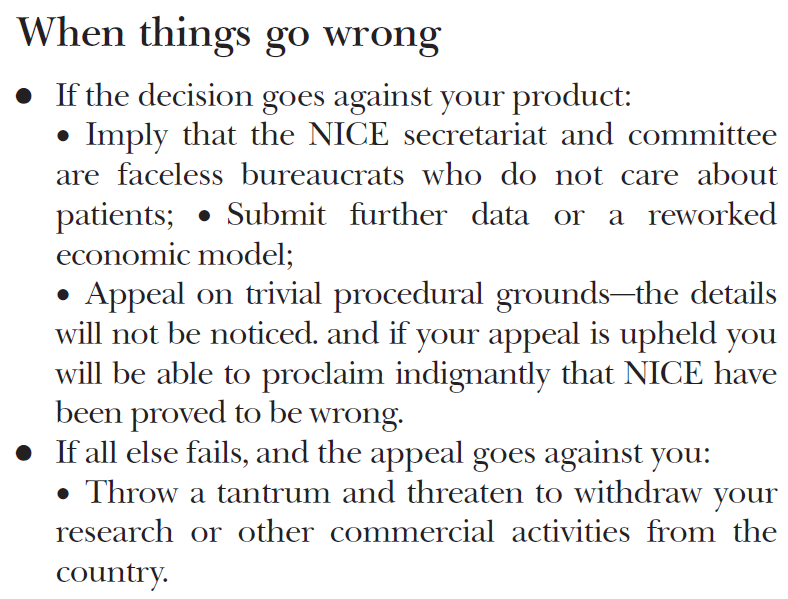 When things go wrong
● If the decision goes against your product:
• Imply that the NICE secretariat and committee
are faceless bureaucrats who do not care about
patients; • Submit further data or a reworked
economic model;
• Appeal on trivial procedural grounds—the details
will not be noticed. and if your appeal is upheld you
will be able to proclaim indignantly that NICE have
been proved to be wrong.
● If all else fails, and the appeal goes against you:
• Throw a tantrum and threaten to withdraw your
research or other commercial activities from the
country.